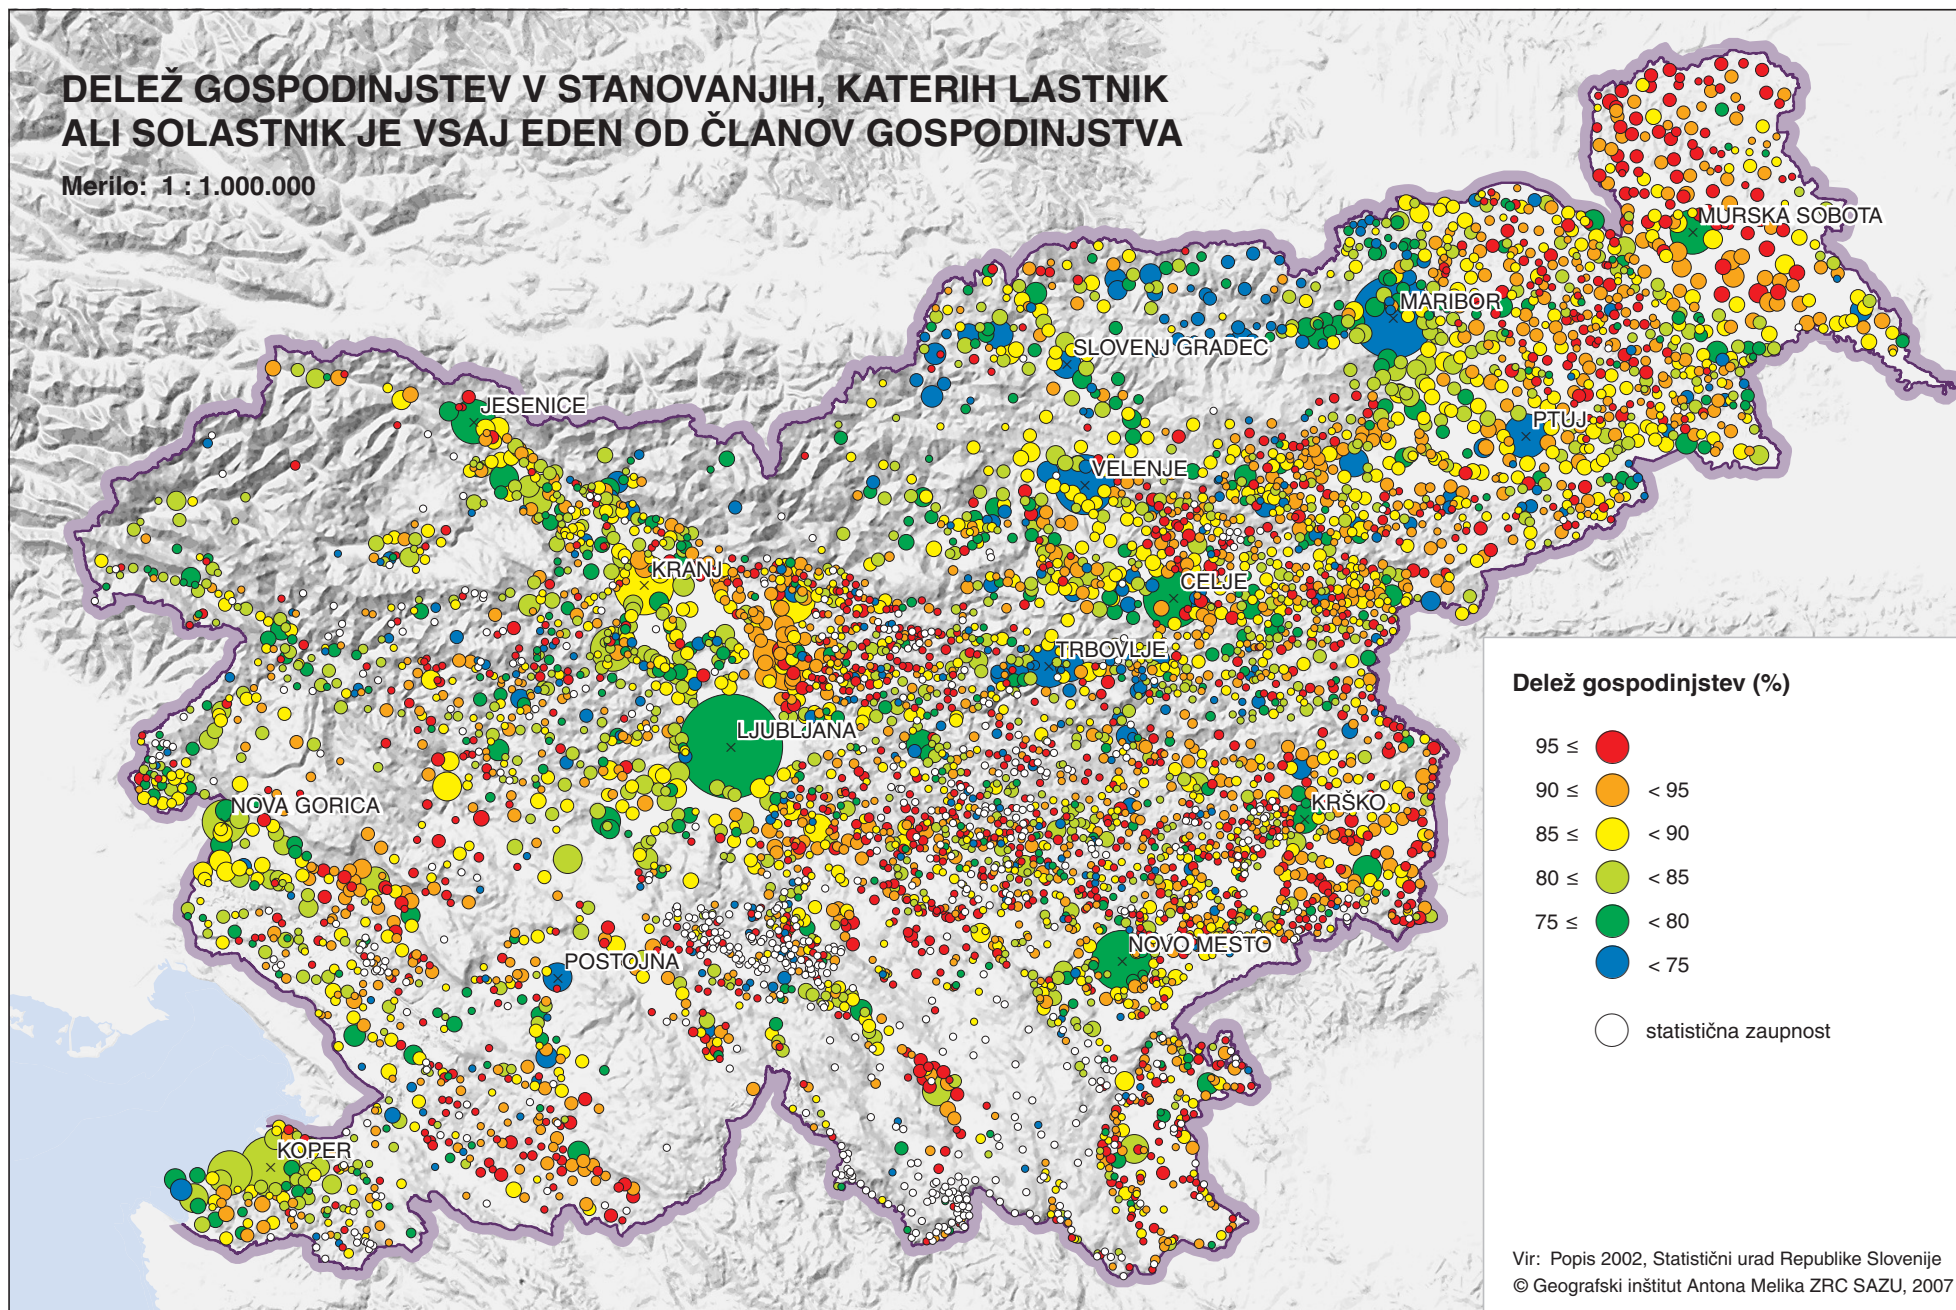 DELEŽ GOSPODINJSTEV V STANOVANJIH, KATERIH LASTNIK
ALI SOLASTNIK JE VSAJ EDEN OD ČLANOV GOSPODINJSTVA
Merilo: 1 : 1.000.000
MURSKA SOBOTA
MARIBOR
SLOVENJ GRADEC
JESENICE
PTUJ
VELENJE
KRANJ
CELJE
TRBOVLJE
LJUBLJANA
NOVA GORICA
KRŠKO
NOVO MESTO
POSTOJNA
KOPER
Delež gospodinjstev (%)
95 ≤
90 ≤ < 95
85 ≤ < 90
80 ≤ < 85
75 ≤ < 80
< 75
statistična zaupnost
Vir: Popis 2002, Statistični urad Republike Slovenije
© Geografski inštitut Antona Melika ZRC SAZU, 2007